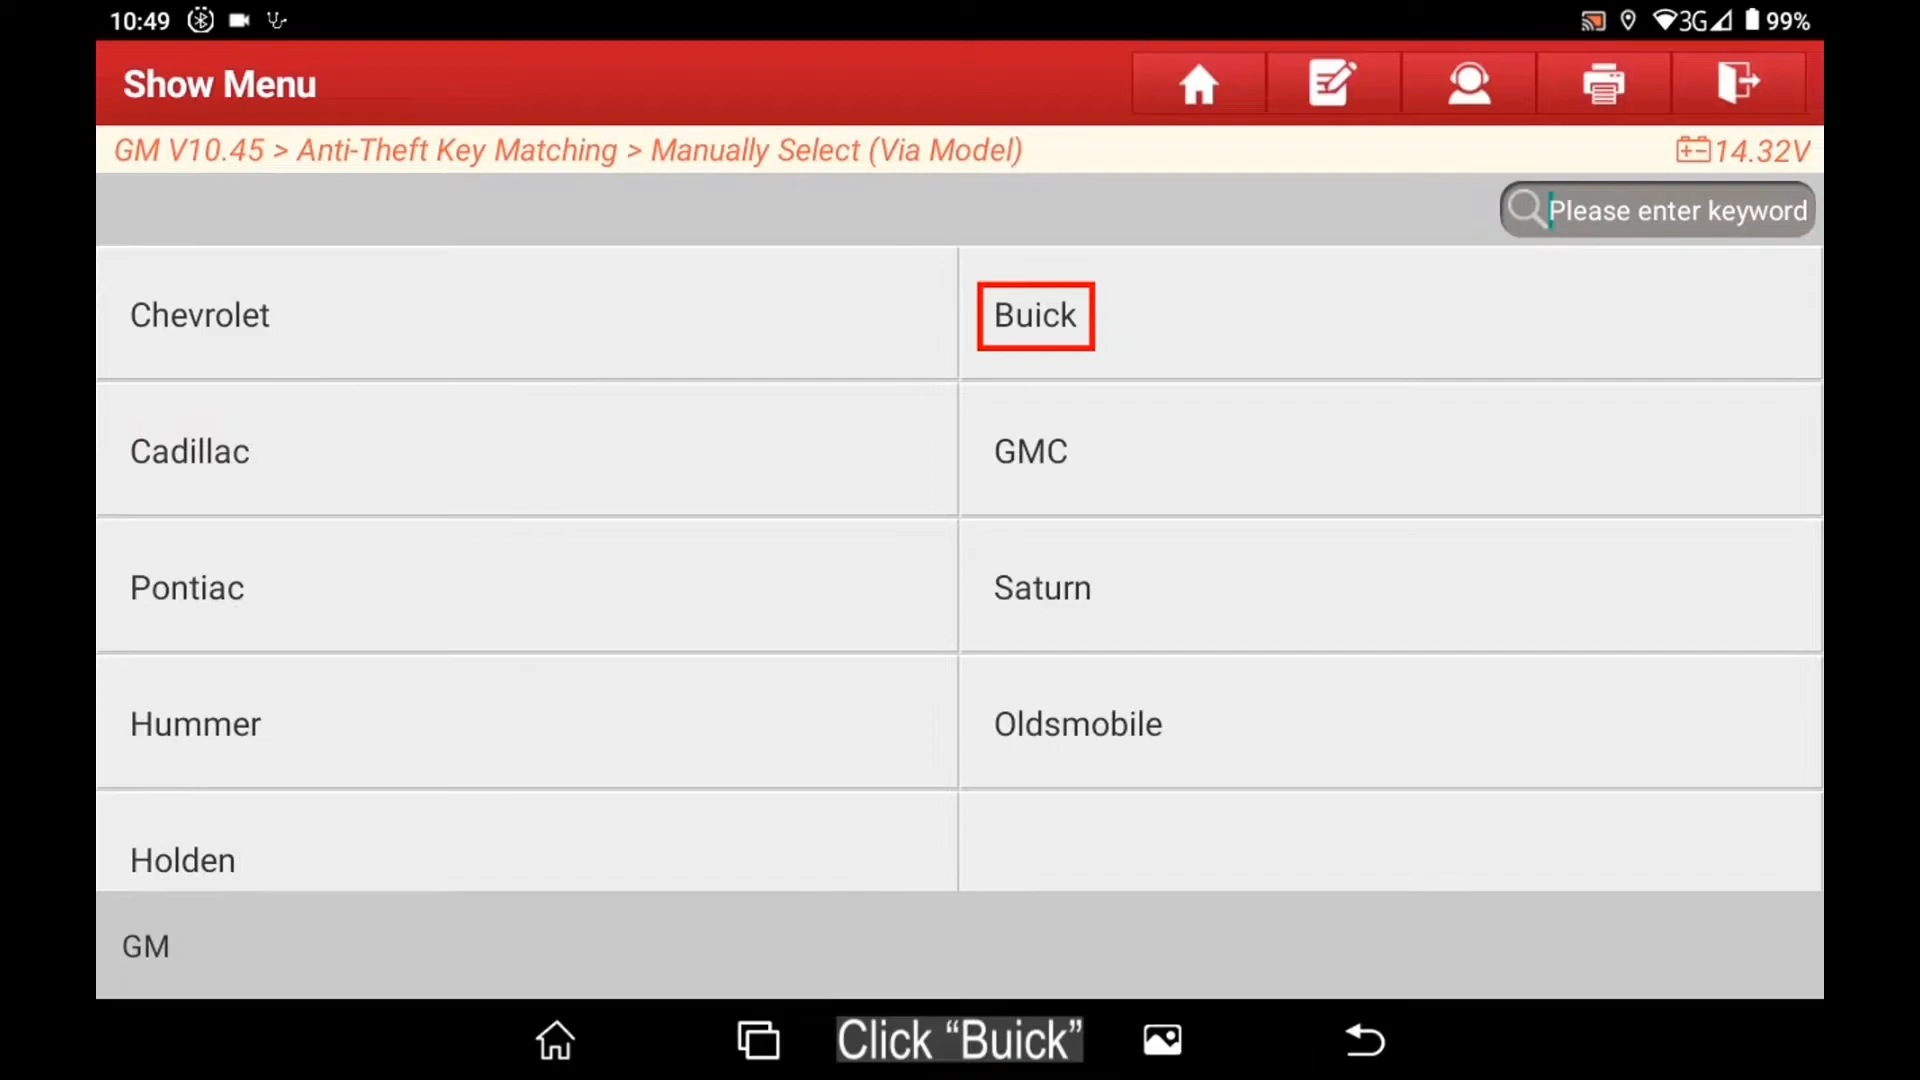 10:49
3G 99%
Show Menu
GM V10.45 > Anti-Theft Key Matching > Manually Select (Via Model)
14.32V
Please enter keyword
Chevrolet
Buick
Cadillac
GMC
Pontiac
Saturn
Hummer
Oldsmobile
Holden
GM
Click “Buick”